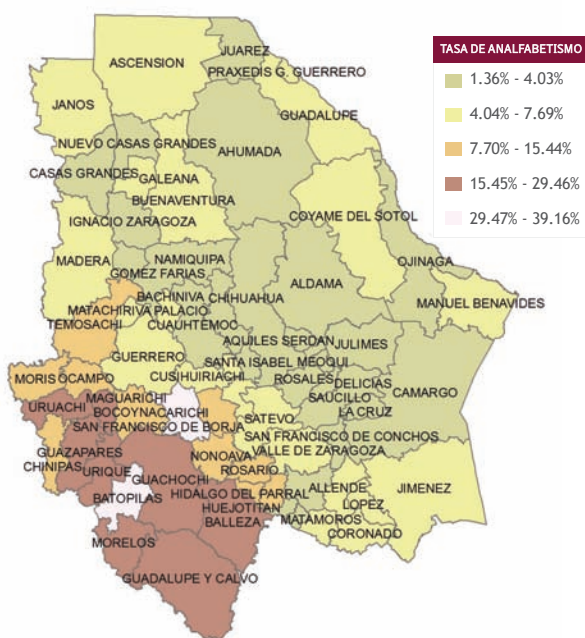 TASA DE ANALFABETISMO
1.36% - 4.03%
4.04% - 7.69%
7.70% - 15.44%
15.45% - 29.46%
29.47% - 39.16%
JUAREZ
ASCENSION
PRAXEDIS G. GUERRERO
JANOS
GUADALUPE
NUEVO CASAS GRANDES
AHUMADA
CASAS GRANDES
GALEANA
BUENAVENTURA
COYAME DEL SOTOL
IGNACIO ZARAGOZA
OJINAGA
MADERA
NAMIQUIPA
GOMEZ FARIAS
ALDAMA
BACHINIVA
CHIHUAHUA
MANUEL BENAVIDES
MATACHI
RIVA PALACIO
TEMOSACHI
CUAUHTEMOC
AQUILES SERDAN
JULIMES
GUERRERO
SANTA ISABEL
MEOQUI
MORIS
OCAMPO
CUSIHUIRIACHI
ROSALES
DELICIAS
MAGUARICHI
SAUCILLO
CAMARGO
URUACHI
BOCOYNA
CARICHI
LA CRUZ
SAN FRANCISCO DE BORJA
SATEVO
SAN FRANCISCO DE CONCHOS
GUAZAPARES
NONOAVA
VALLE DE ZARAGOZA
CHINIPAS
URIQUE
GUACHOCHI
ROSARIO
JIMENEZ
BATOPILAS
HIDALGO DEL PARRAL
ALLENDE
LOPEZ
HUEJOTITAN
BALLEZA
MATAMOROS
CORONADO
MORELOS
GUADALUPE Y CALVO